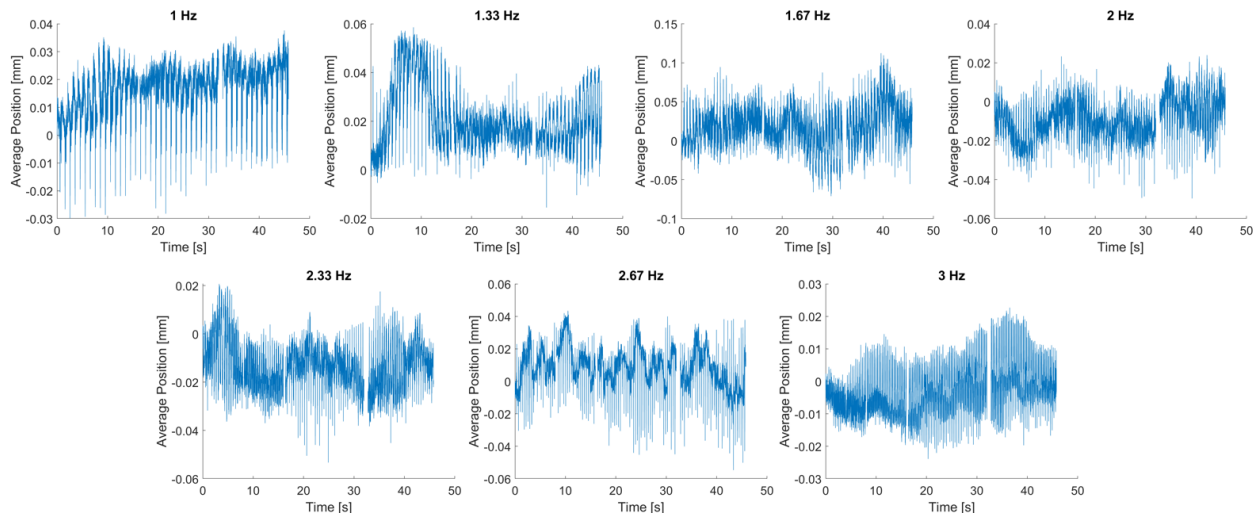 1 Hz
0.04
0.03
0.02
0.01
0
-0.01
-0.02
-0.03
Average Position [mm]
0 10 20 30 40 50
Time [s]
1.33 Hz
0.06
0.04
0.02
0
-0.02
Average Position [mm]
0 10 20 30 40 50
Time [s]
1.67 Hz
0.15
0.1
0.05
0
-0.05
-0.1
Average Position [mm]
0 10 20 30 40 50
Time [s]
2 Hz
0.04
0.02
0
-0.02
-0.04
-0.06
Average Position [mm]
0 10 20 30 40 50
Time [s]
2.33 Hz
0.02
0
-0.02
-0.04
-0.06
Average Position [mm]
0 10 20 30 40 50
Time [s]
2.67 Hz
0.06
0.04
0.02
0
-0.02
-0.04
-0.06
Average Position [mm]
0 10 20 30 40 50
Time [s]
3 Hz
0.03
0.02
0.01
0
-0.01
-0.02
-0.03
Average Position [mm]
0 10 20 30 40 50
Time [s]